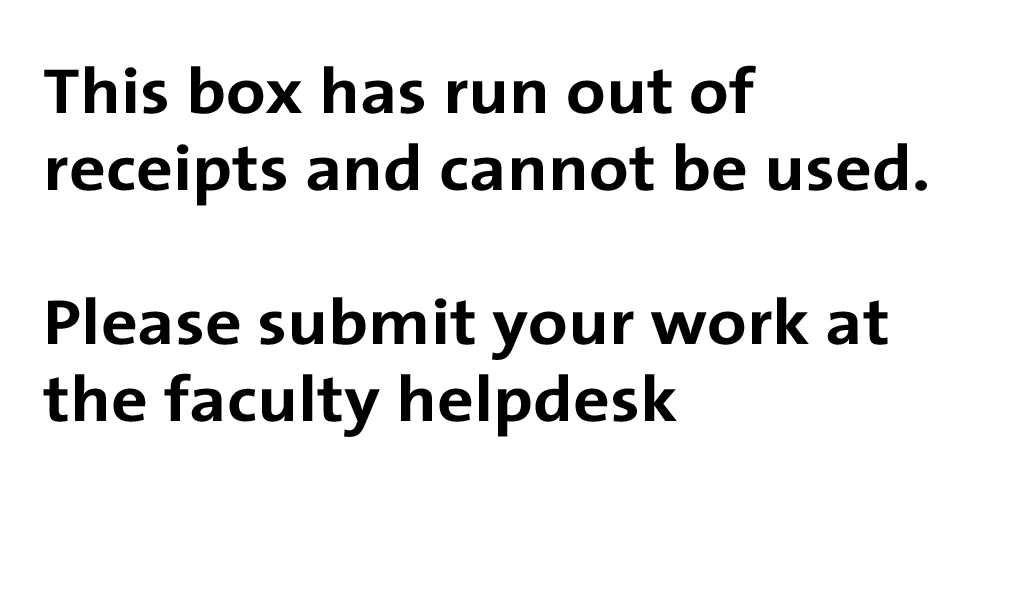 This box has run out of
receipts and cannot be used.
Please submit your work at
the faculty helpdesk